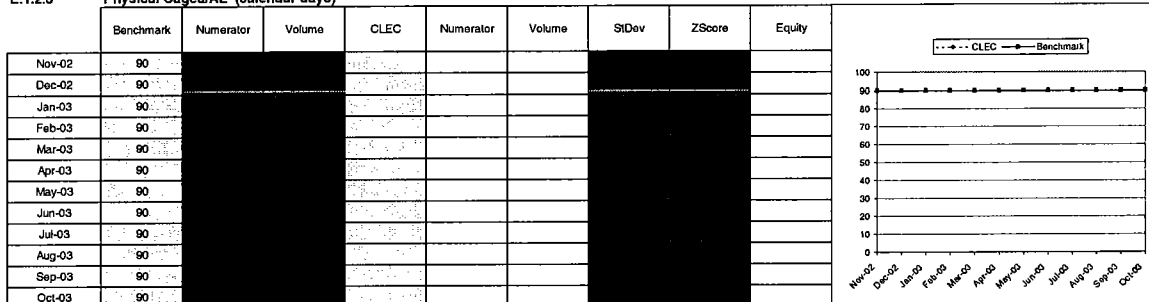 E.1.2.3 Physical Caged/AL (calendar days)
Benchmark Numerator Volume CLEC Numerator Volume StDev ZScore Equity
Nov-02 90
Dec-02 90
Jan-03 90
Feb-03 90
Mar-03 90
Apr-03 90
May-03 90
Jun-03 90
Jul-03 90
Aug-03 90
Sep-03 90
Oct-03 90
CLEC Benchmark
100
90
80
70
60
50
40
30
20
10
0
Nov-02 Dec-02 Jan-03 Feb-03 Mar-03 Apr-03 May-03 Jun-03 Jul-03 Aug-03 Sep-03 Oct-03